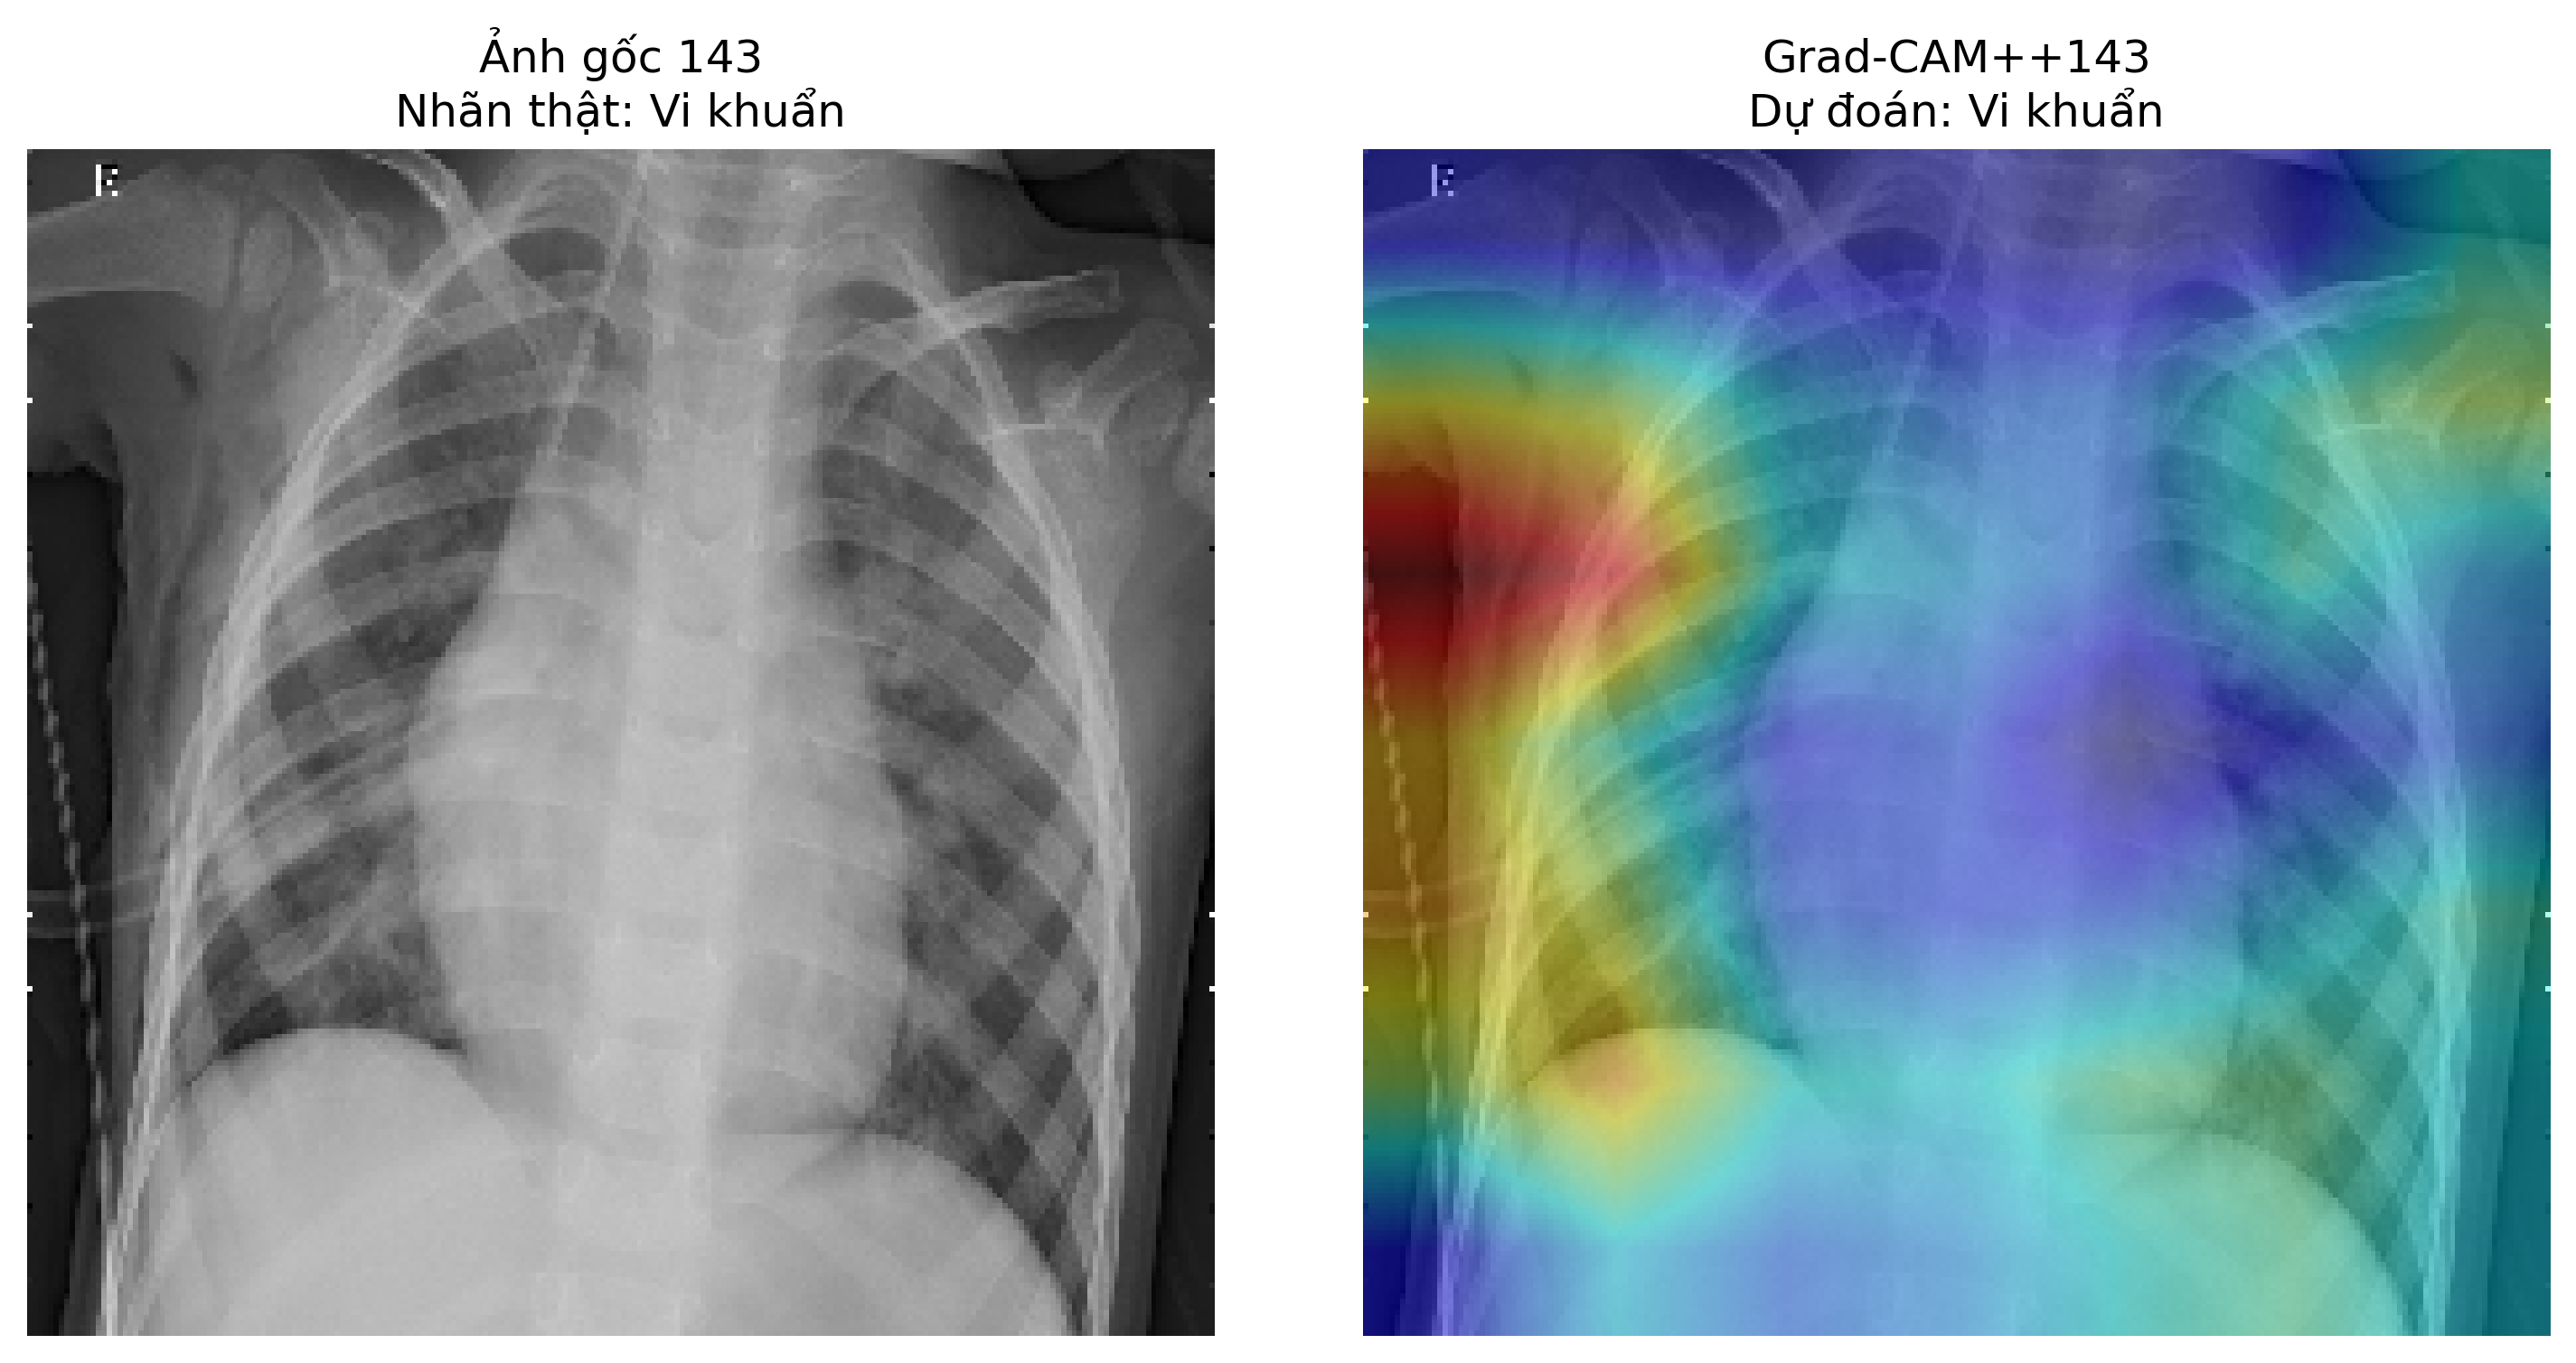 Ảnh gốc 143
Nhãn thật: Vi khuẩn
Grad-CAM++143
Dự đoán: Vi khuẩn